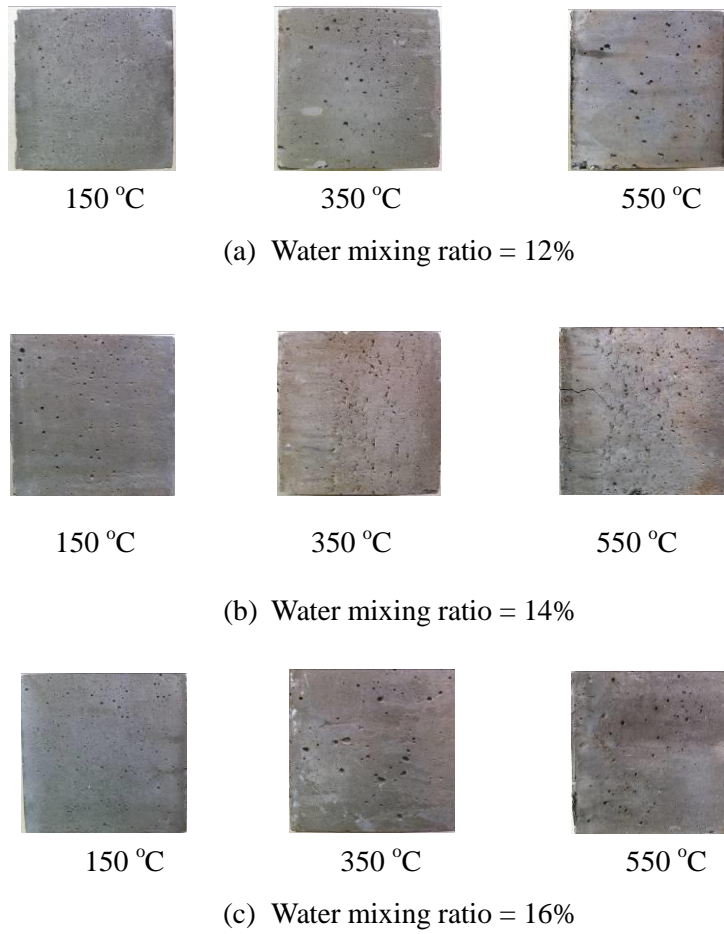 150 °C 350 °C 550 °C
(a) Water mixing ratio = 12%
150 °C 350 °C 550 °C
(b) Water mixing ratio = 14%
150 °C 350 °C 550 °C
(c) Water mixing ratio = 16%